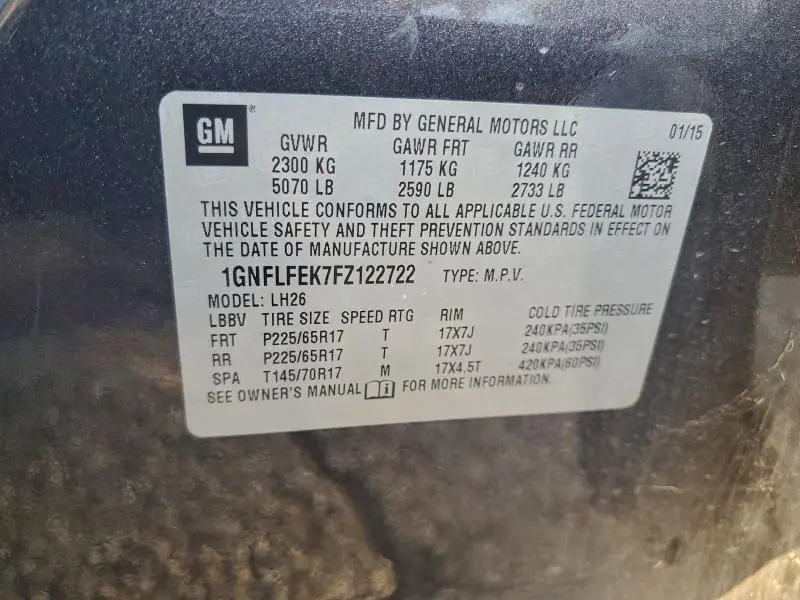 GM ®
MFD BY GENERAL MOTORS LLC 01/15
GVWR GAWR FRT GAWR RR
2300 KG 1175 KG 1240 KG
5070 LB 2590 LB 2733 LB
THIS VEHICLE CONFORMS TO ALL APPLICABLE U.S. FEDERAL MOTOR
VEHICLE SAFETY AND THEFT PREVENTION STANDARDS IN EFFECT ON
THE DATE OF MANUFACTURE SHOWN ABOVE.
1GNFLFEK7FZ122722 TYPE: M.P.V.
MODEL: LH26
LBBV TIRE SIZE SPEED RTG RIM COLD TIRE PRESSURE
FRT P225/65R17 T 17X7J 240KPA(35PSI)
RR P225/65R17 T 17X7J 240KPA(35PSI)
SPA T145/70R17 M 17X4.5T 420KPA(60PSI)
SEE OWNER'S MANUAL i FOR MORE INFORMATION.